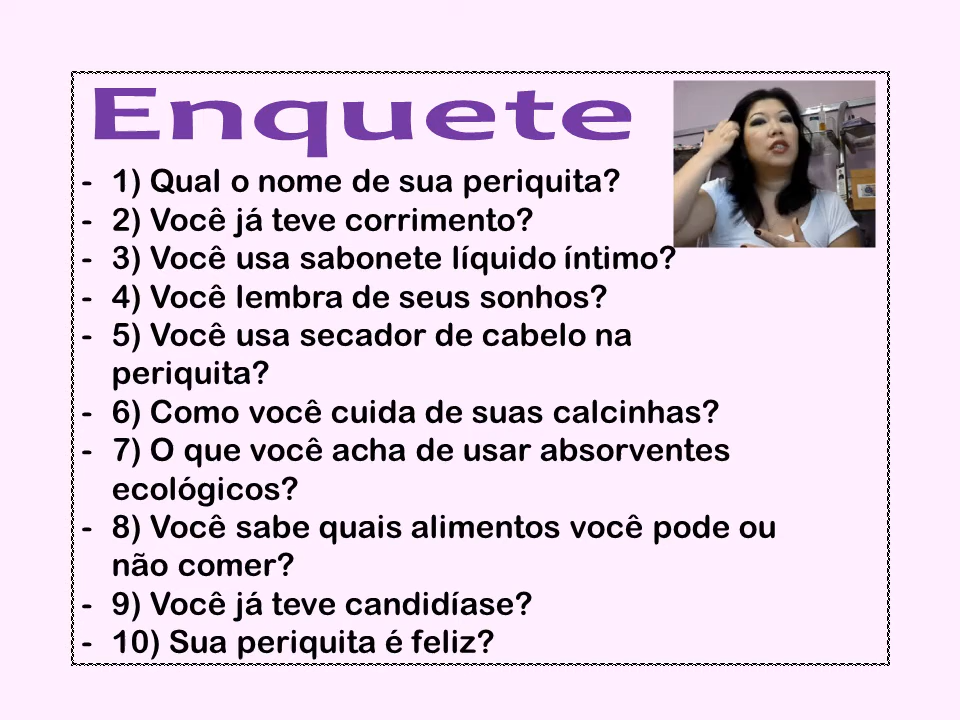 Enquete
- 1) Qual o nome de sua periquita?
- 2) Você já teve corrimento?
- 3) Você usa sabonete líquido íntimo?
- 4) Você lembra de seus sonhos?
- 5) Você usa secador de cabelo na
periquita?
- 6) Como você cuida de suas calcinhas?
- 7) O que você acha de usar absorventes
ecológicos?
- 8) Você sabe quais alimentos você pode ou
não comer?
- 9) Você já teve candidíase?
- 10) Sua periquita é feliz?